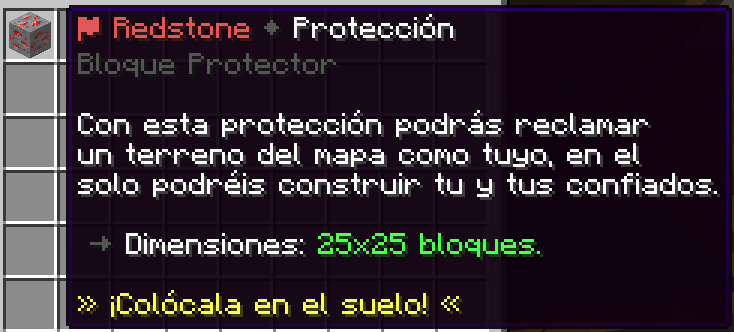 Redstone ✦ Protección
Bloque Protector
Con esta protección podrás reclamar
un terreno del mapa como tuyo, en el
solo podréis construir tu y tus confiados.
→ Dimensiones: 25x25 bloques.
» ¡Colócala en el suelo! «